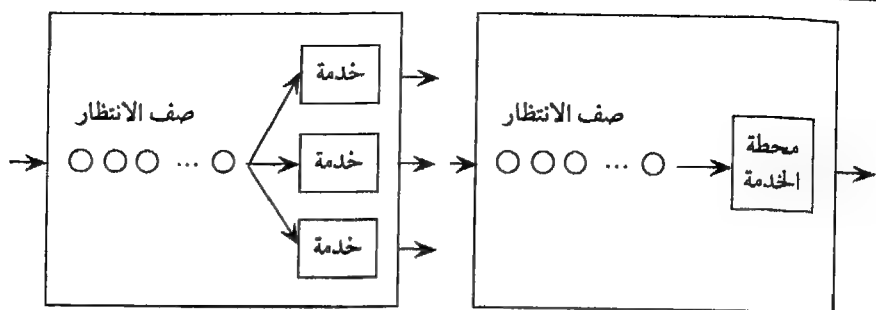 صف الانتظار
...
خدمة
خدمة
خدمة
صف الانتظار
...
محطة
الخدمة